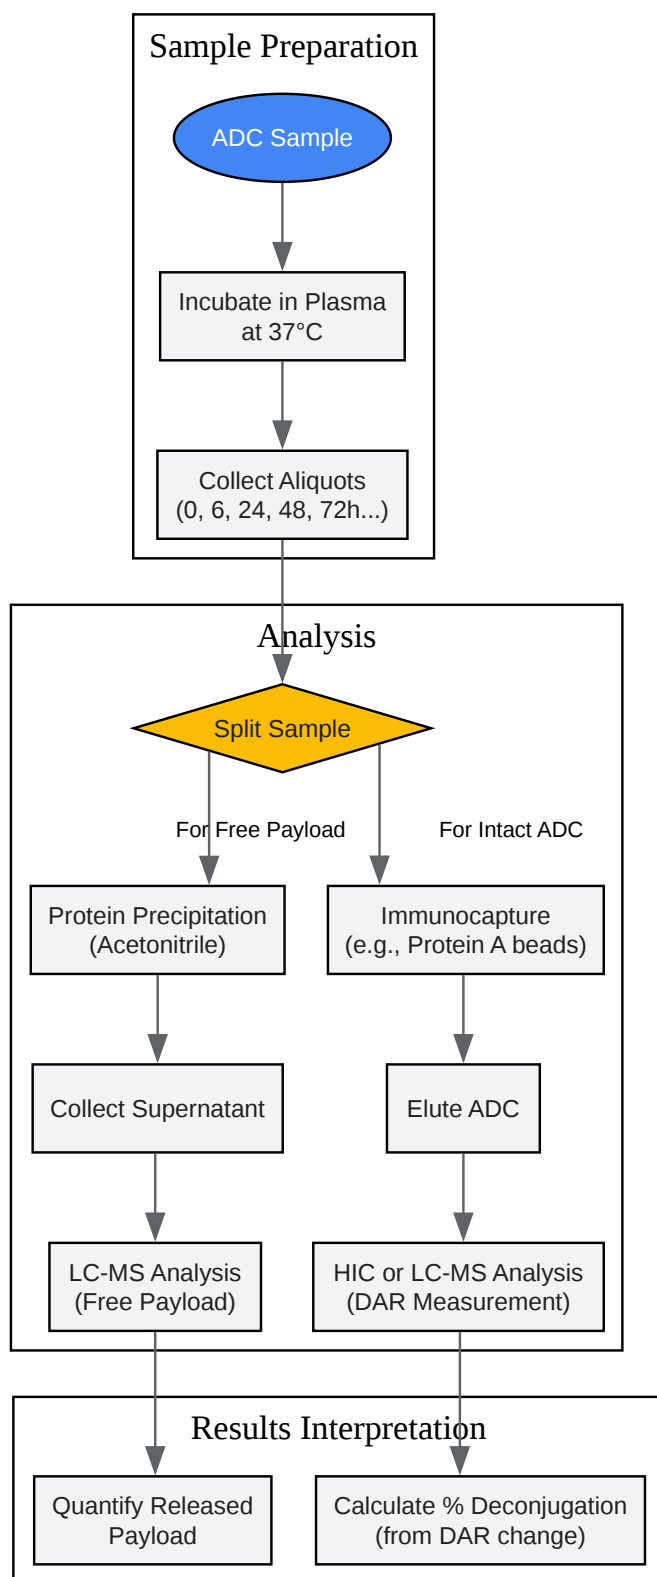 Sample Preparation
ADC Sample
Incubate in Plasma
at 37°C
Collect Aliquots
(0, 6, 24, 48, 72h...)
Analysis
Split Sample
For Free Payload
For Intact ADC
Protein Precipitation
(Acetonitrile)
Immunocapture
(e.g., Protein A beads)
Collect Supernatant
Elute ADC
LC-MS Analysis
(Free Payload)
HIC or LC-MS Analysis
(DAR Measurement)
Results Interpretation
Quantify Released
Payload
Calculate % Deconjugation
(from DAR change)